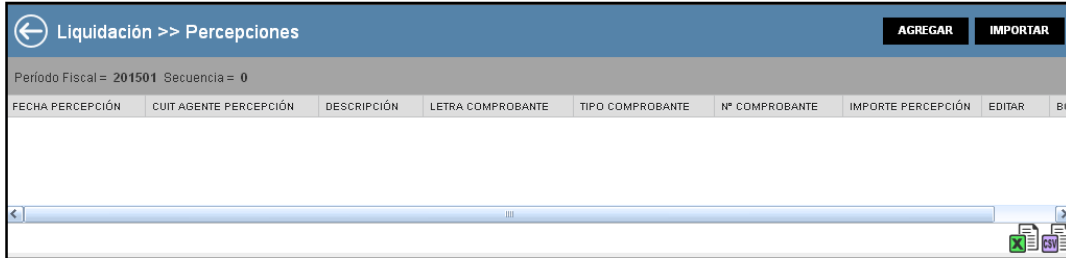 Liquidación >> Percepciones AGREGAR IMPORTAR
Período Fiscal = 201501 Secuencia = 0
FECHA PERCEPCIÓN CUIT AGENTE PERCEPCIÓN DESCRIPCIÓN LETRA COMPROBANTE TIPO COMPROBANTE Nº COMPROBANTE IMPORTE PERCEPCIÓN EDITAR
X CSV